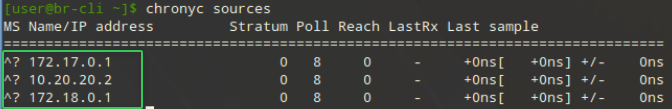 [user@br-cli ~]$ chronyc sources
MS Name/IP address         Stratum Poll Reach LastRx Last sample
===============================================================================
^? 172.17.0.1                    0   8     0     -     +0ns[   +0ns] +/-    0ns
^? 10.20.20.2                    0   8     0     -     +0ns[   +0ns] +/-    0ns
^? 172.18.0.1                    0   8     0     -     +0ns[   +0ns] +/-    0ns